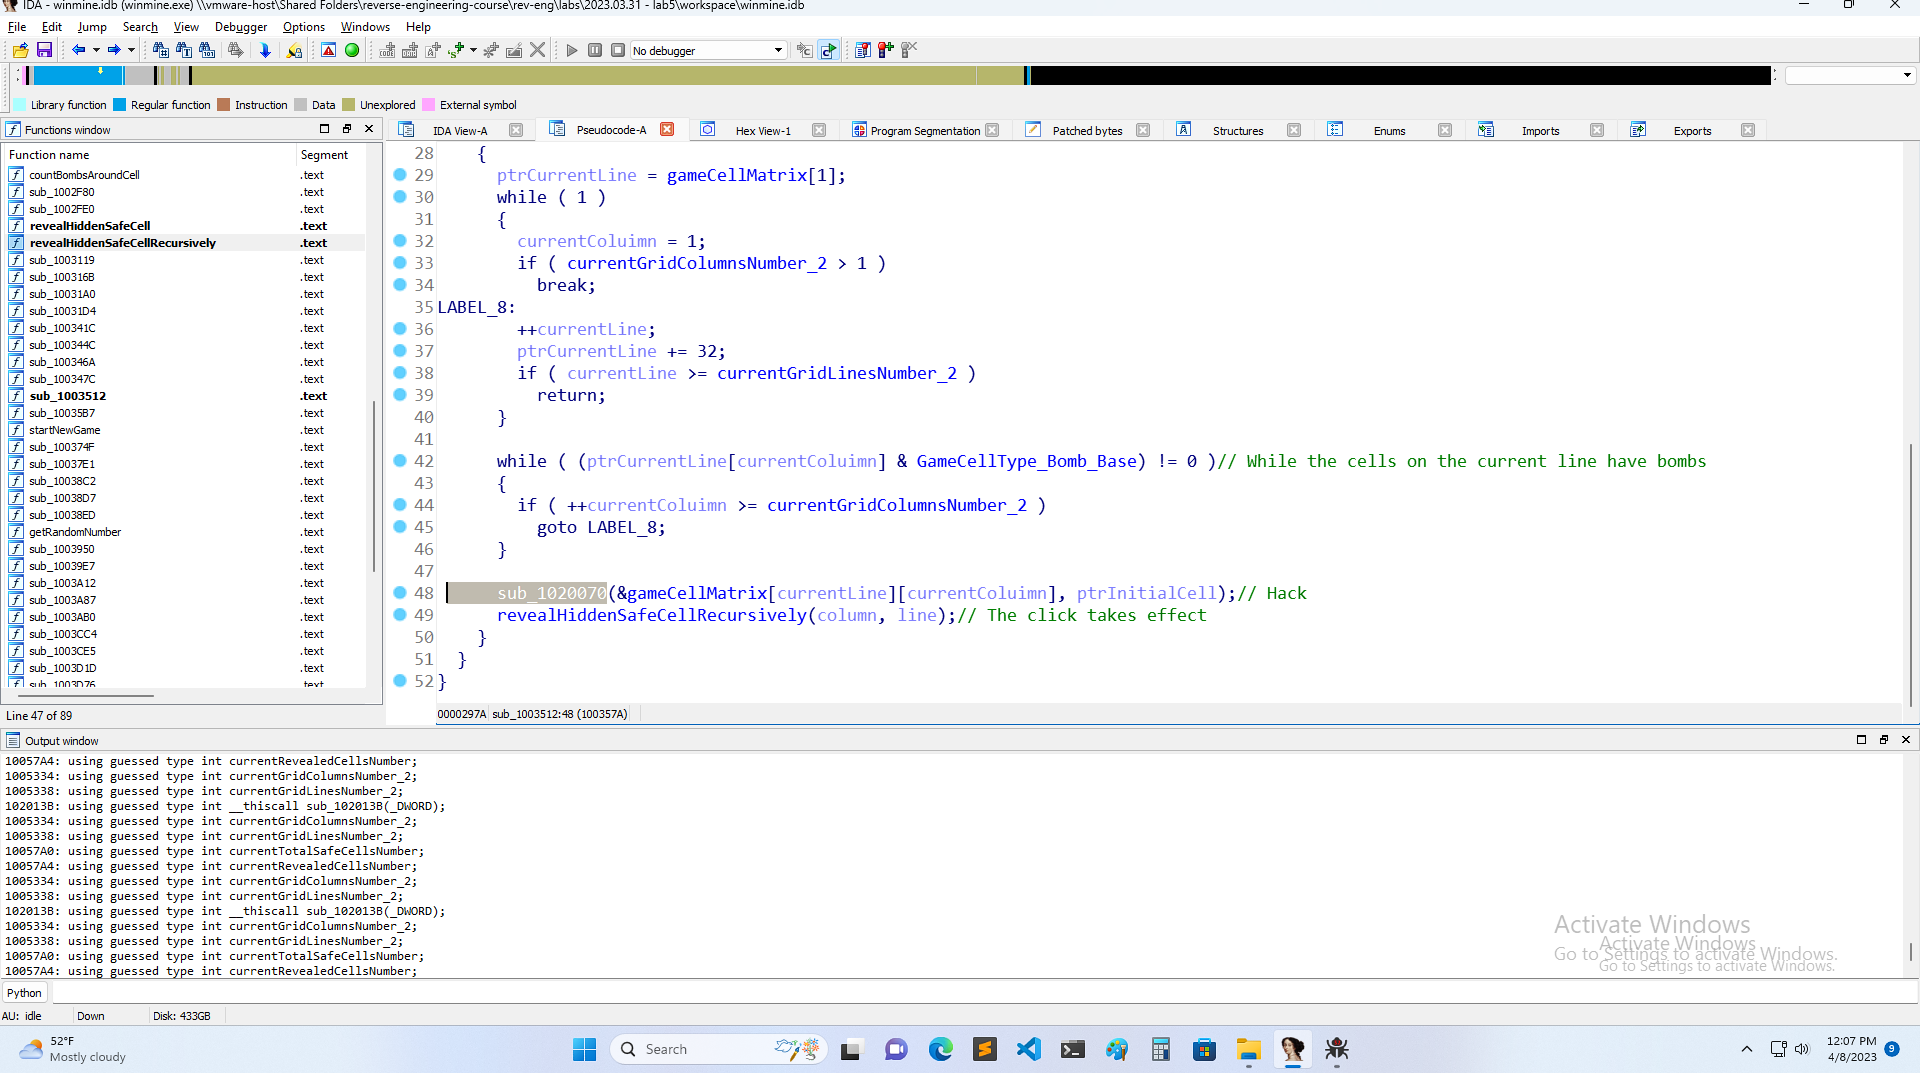 IDA - winmine.idb (winmine.exe) \\vmware-host\Shared Folders\reverse-engineering-course\rev-eng\labs\2023.03.31 - lab5\workspace\winmine.idb
File Edit Jump Search View Debugger Options Windows Help
No debugger
Library function Regular function Instruction Data Unexplored External symbol
Functions window
Function name Segment
countBombsAroundCell .text
sub_1002F80 .text
sub_1002FE0 .text
revealHiddenSafeCell .text
revealHiddenSafeCellRecursively .text
sub_1003119 .text
sub_100316B .text
sub_10031A0 .text
sub_10031D4 .text
sub_100341C .text
sub_100344C .text
sub_100346A .text
sub_100347C .text
sub_1003512 .text
sub_10035B7 .text
startNewGame .text
sub_100374F .text
sub_10037E1 .text
sub_10038C2 .text
sub_10038D7 .text
sub_10038ED .text
getRandomNumber .text
sub_1003950 .text
sub_10039E7 .text
sub_1003A12 .text
sub_1003A87 .text
sub_1003AB0 .text
sub_1003CC4 .text
sub_1003CE5 .text
sub_1003D1D .text
sub_1003D76 .text
Line 47 of 89
IDA View-A Pseudocode-A Hex View-1 Program Segmentation Patched bytes Structures Enums Imports Exports
28 {
29 ptrCurrentLine = gameCellMatrix[1];
30 while ( 1 )
31 {
32 currentColuimn = 1;
33 if ( currentGridColumnsNumber_2 > 1 )
34 break;
35 LABEL_8:
36 ++currentLine;
37 ptrCurrentLine += 32;
38 if ( currentLine >= currentGridLinesNumber_2 )
39 return;
40 }
41
42 while ( (ptrCurrentLine[currentColuimn] & GameCellType_Bomb_Base) != 0 )// While the cells on the current line have bombs
43 {
44 if ( ++currentColuimn >= currentGridColumnsNumber_2 )
45 goto LABEL_8;
46 }
47
48 sub_1020070(&gameCellMatrix[currentLine][currentColuimn], ptrInitialCell);// Hack
49 revealHiddenSafeCellRecursively(column, line);// The click takes effect
50 }
51 }
52 }
0000297A sub_1003512:48 (100357A)
Output window
10057A4: using guessed type int currentRevealedCellsNumber;
1005334: using guessed type int currentGridColumnsNumber_2;
1005338: using guessed type int currentGridLinesNumber_2;
102013B: using guessed type int __thiscall sub_102013B(_DWORD);
1005334: using guessed type int currentGridColumnsNumber_2;
1005338: using guessed type int currentGridLinesNumber_2;
10057A0: using guessed type int currentTotalSafeCellsNumber;
10057A4: using guessed type int currentRevealedCellsNumber;
1005334: using guessed type int currentGridColumnsNumber_2;
1005338: using guessed type int currentGridLinesNumber_2;
102013B: using guessed type int __thiscall sub_102013B(_DWORD);
1005334: using guessed type int currentGridColumnsNumber_2;
1005338: using guessed type int currentGridLinesNumber_2;
10057A0: using guessed type int currentTotalSafeCellsNumber;
10057A4: using guessed type int currentRevealedCellsNumber;
Activate Windows
Go to Settings to activate Windows.
Activate Windows
Go to Settings to activate Windows.
Python
AU: idle Down Disk: 433GB
52°F
Mostly cloudy
Search
12:07 PM
4/8/2023
9